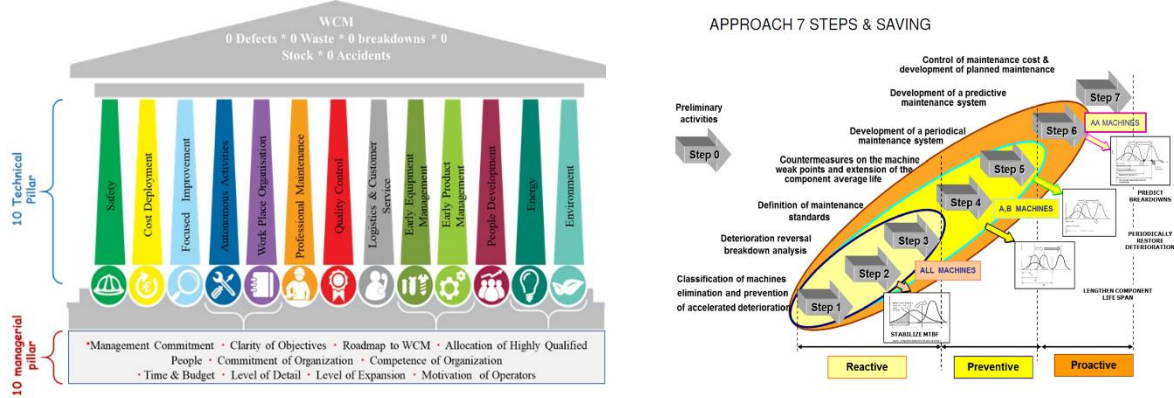 WCM
0 Defects * 0 Waste * 0 breakdowns * 0
Stock * 0 Accidents
10 Technical
Pillar
Safety
Cost Deployment
Focused Improvement
Autonomous Activities
Work Place Organisation
Professional Maintenance
Quality Control
Logistics & Customer
Service
Early Equipment
Management
Early Product
Management
People Development
Energy
Environment
10 managerial
pillar
•Management Commitment • Clarity of Objectives • Roadmap to WCM • Allocation of Highly Qualified
People • Commitment of Organization • Competence of Organization
• Time & Budget • Level of Detail • Level of Expansion • Motivation of Operators
APPROACH 7 STEPS & SAVING
Preliminary
activities
Step 0
Control of maintenance cost &
development of planned maintenance
Step 7
Development of a predictive
maintenance system
Step 6
AA MACHINES
Development of a periodical
maintenance system
Step 5
Countermeasures on the machine
weak points and extension of the
component average life
Step 4
A,B MACHINES
Definition of maintenance
standards
Step 3
Deterioration reversal
breakdown analysis
Step 2
ALL MACHINES
Classification of machines
elimination and prevention
of accelerated deterioration
Step 1
STABILIZE MTBF
PREDICT
BREAKDOWNS
PERIODICALLY
RESTORE
DETERIORATION
LENGTHEN COMPONENT
LIFE SPAN
Reactive
Preventive
Proactive